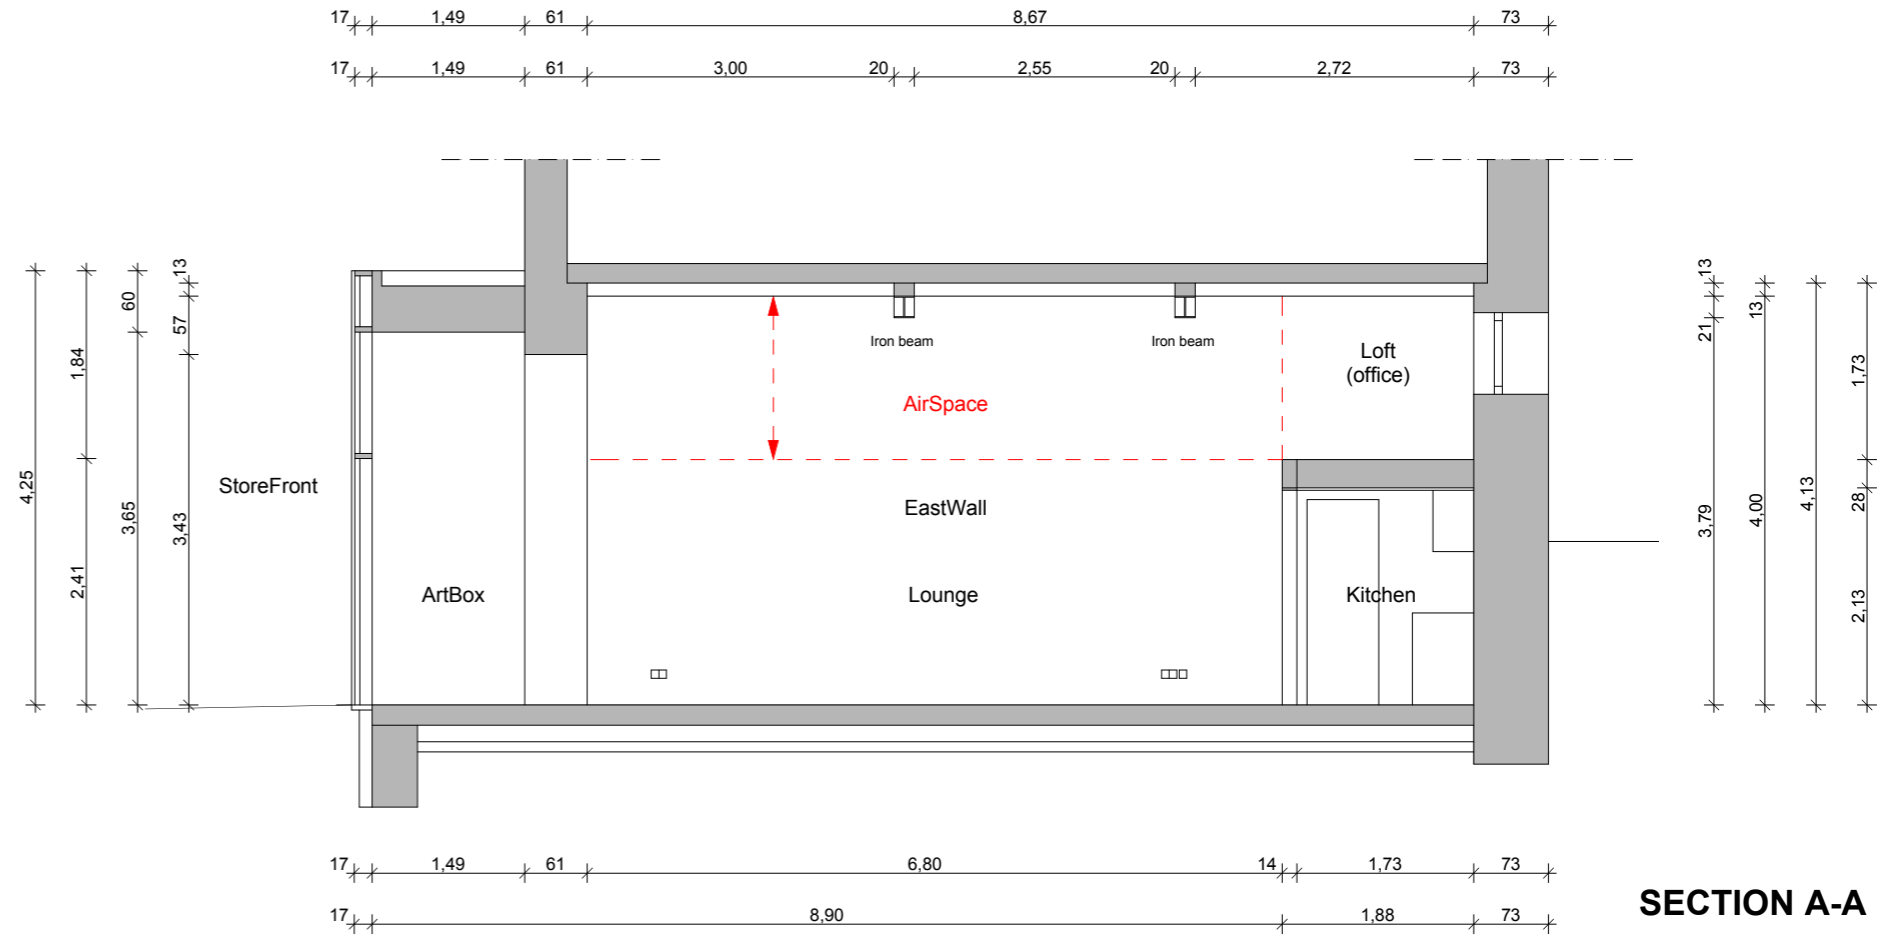 17 1,49 61 8,67 73
17 1,49 61 3,00 20 2,55 20 2,72 73
13
60
57
1,84
4,25
3,65
3,43
2,41
StoreFront
ArtBox
Iron beam
Iron beam
AirSpace
EastWall
Lounge
Loft
(office)
Kitchen
13
13
21
1,73
3,79
4,00
4,13
28
2,13
17 1,49 61 6,80 14 1,73 73
17 8,90 1,88 73
SECTION A-A